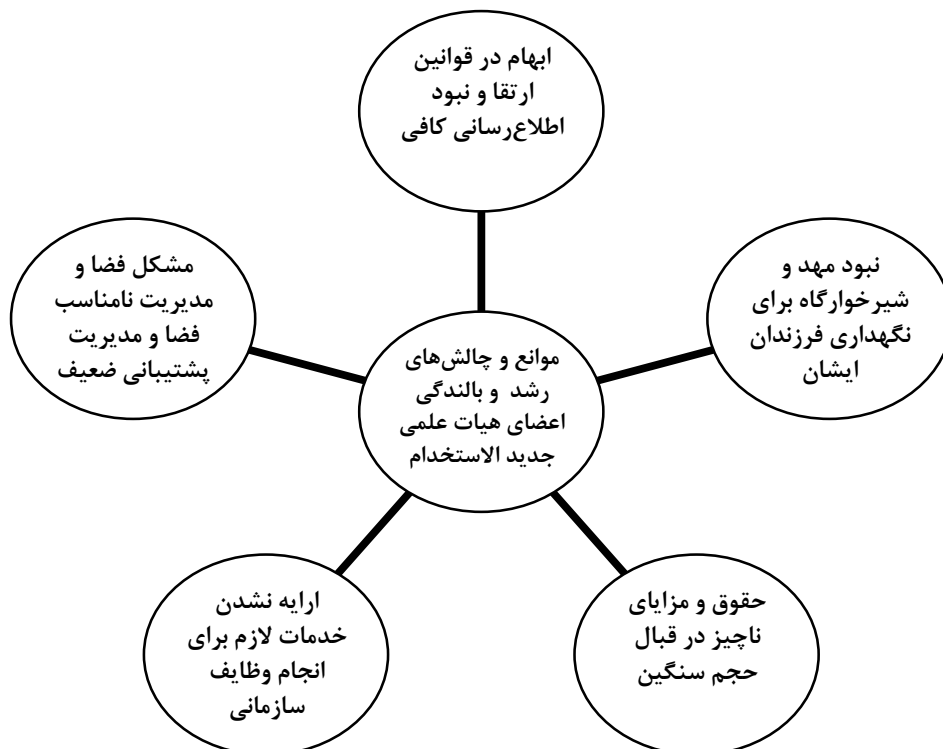 ابهام در قوانین
ارتقا و نبود
اطلاع‌رسانی کافی
نبود مهد و
شیرخوارگاه برای
نگهداری فرزندان
ایشان
مشکل فضا و
مدیریت نامناسب
فضا و مدیریت
پشتیبانی ضعیف
موانع و چالش‌های
رشد و بالندگی
اعضای هیات علمی
جدید الاستخدام
حقوق و مزایای
ناچیز در قبال
حجم سنگین
ارایه نشدن
خدمات لازم برای
انجام وظایف
سازمانی